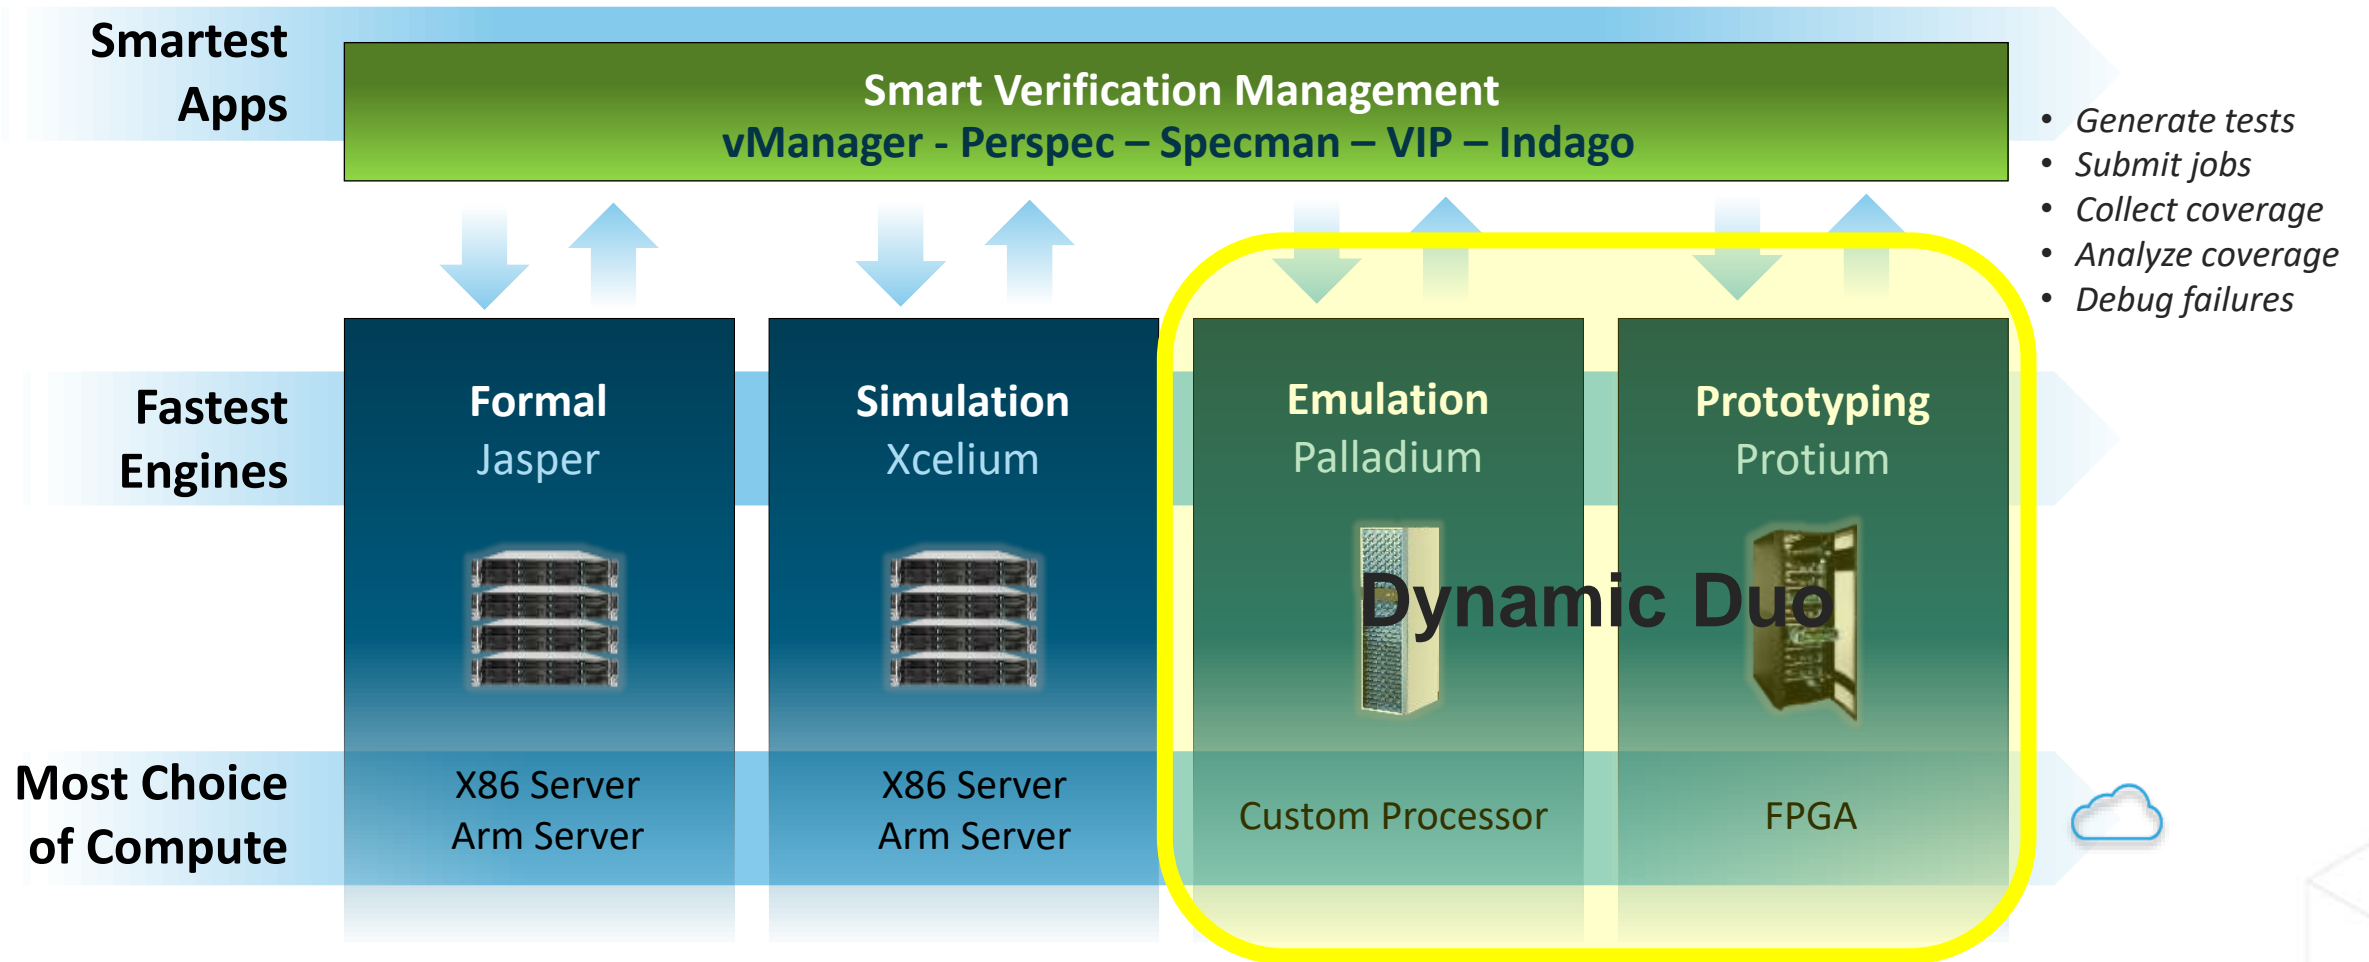 Smartest
Apps
Smart Verification Management
vManager - Perspec – Specman – VIP – Indago
• Generate tests
• Submit jobs
• Collect coverage
• Analyze coverage
• Debug failures
Fastest
Engines
Formal
Jasper
Simulation
Xcelium
Emulation
Palladium
Prototyping
Protium
Dynamic Duo
Most Choice
of Compute
X86 Server
Arm Server
X86 Server
Arm Server
Custom Processor
FPGA